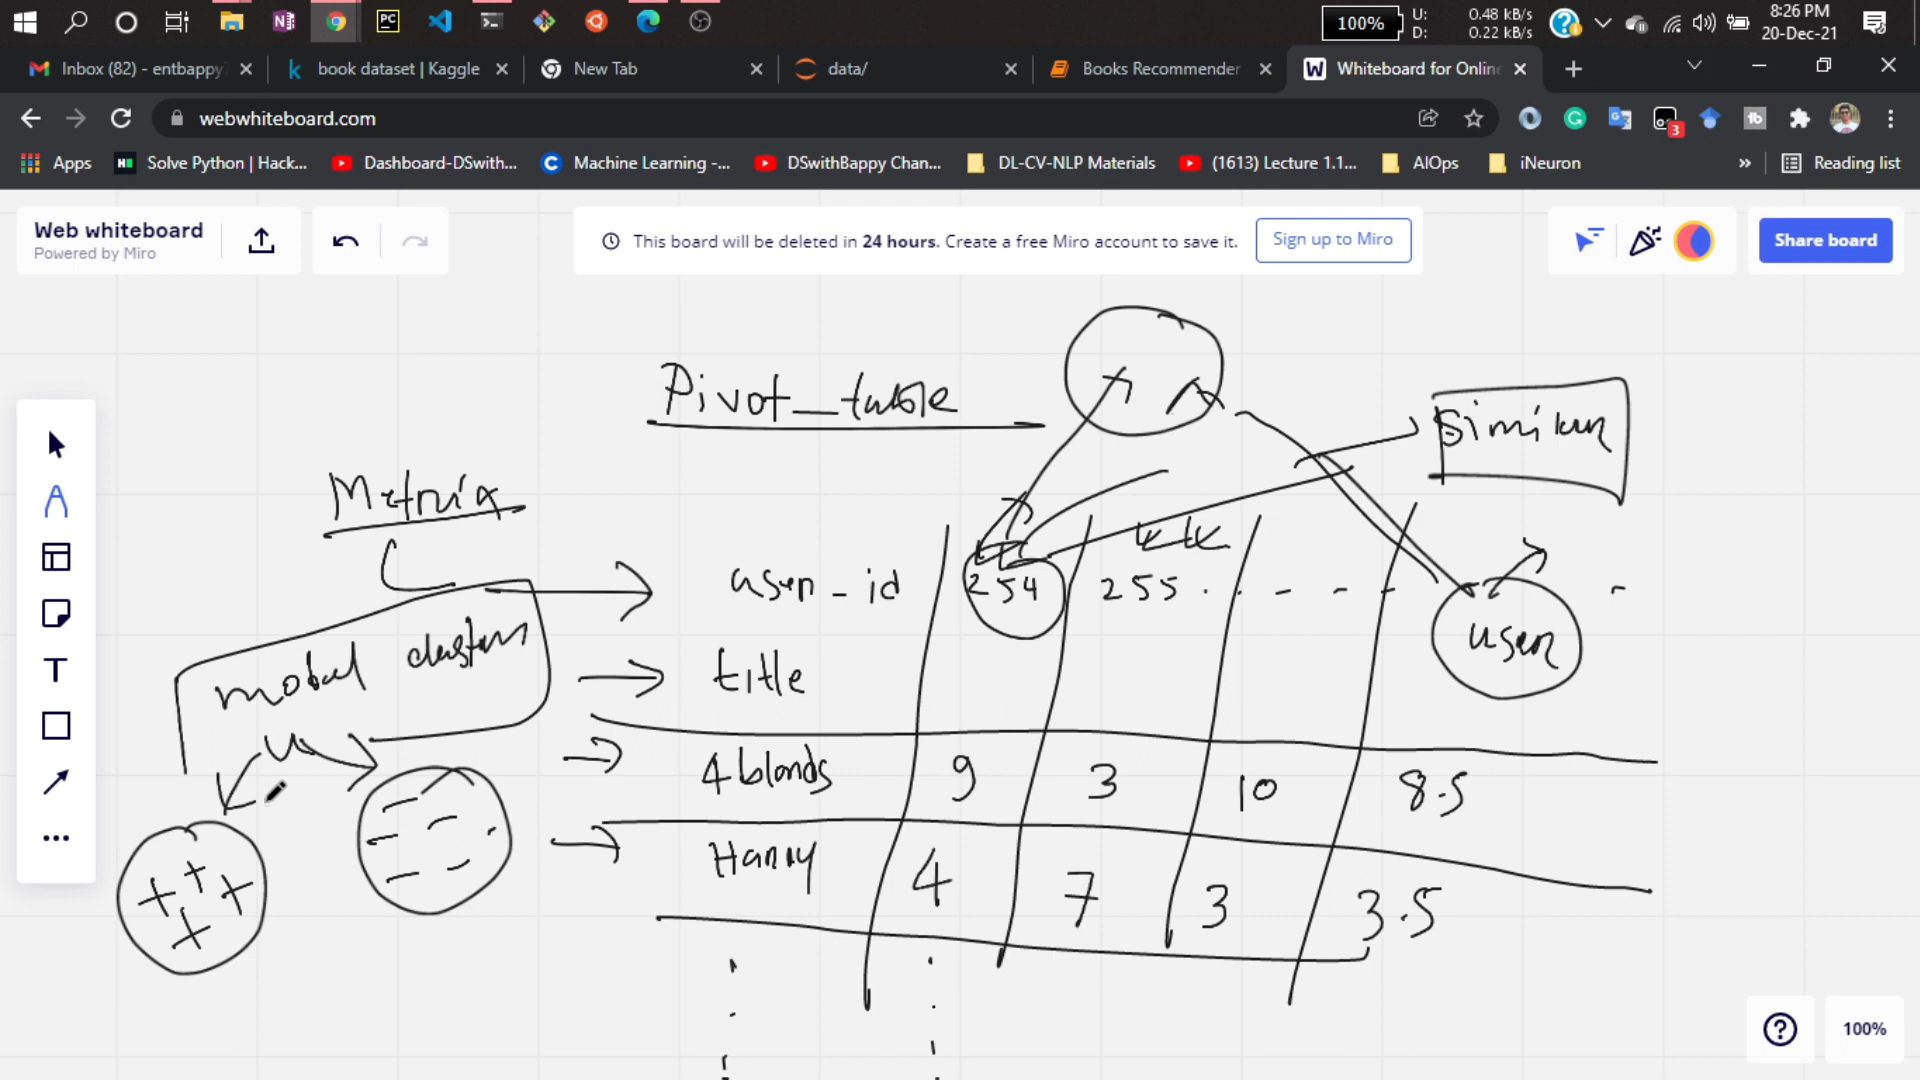 100%
U: 0.48 kB/s
D: 0.22 kB/s
8:26 PM
20-Dec-21
Inbox (82) - entbappy
book dataset | Kaggle
New Tab
data/
Books Recommender
Whiteboard for Online
webwhiteboard.com
3
Apps
Solve Python | Hack...
Dashboard-DSwith...
Machine Learning -...
DSwithBappy Chan...
DL-CV-NLP Materials
(1613) Lecture 1.1...
AIOps
iNeuron
»
Reading list
Web whiteboard
Powered by Miro
This board will be deleted in 24 hours. Create a free Miro account to save it.
Sign up to Miro
Share board
Pivot_table
Similar
Metrix
user_id 254 255 . . - - - user -
model clusters
title
4 blonds 9 3 10 8.5
Harry 4 7 3 3.5
100%